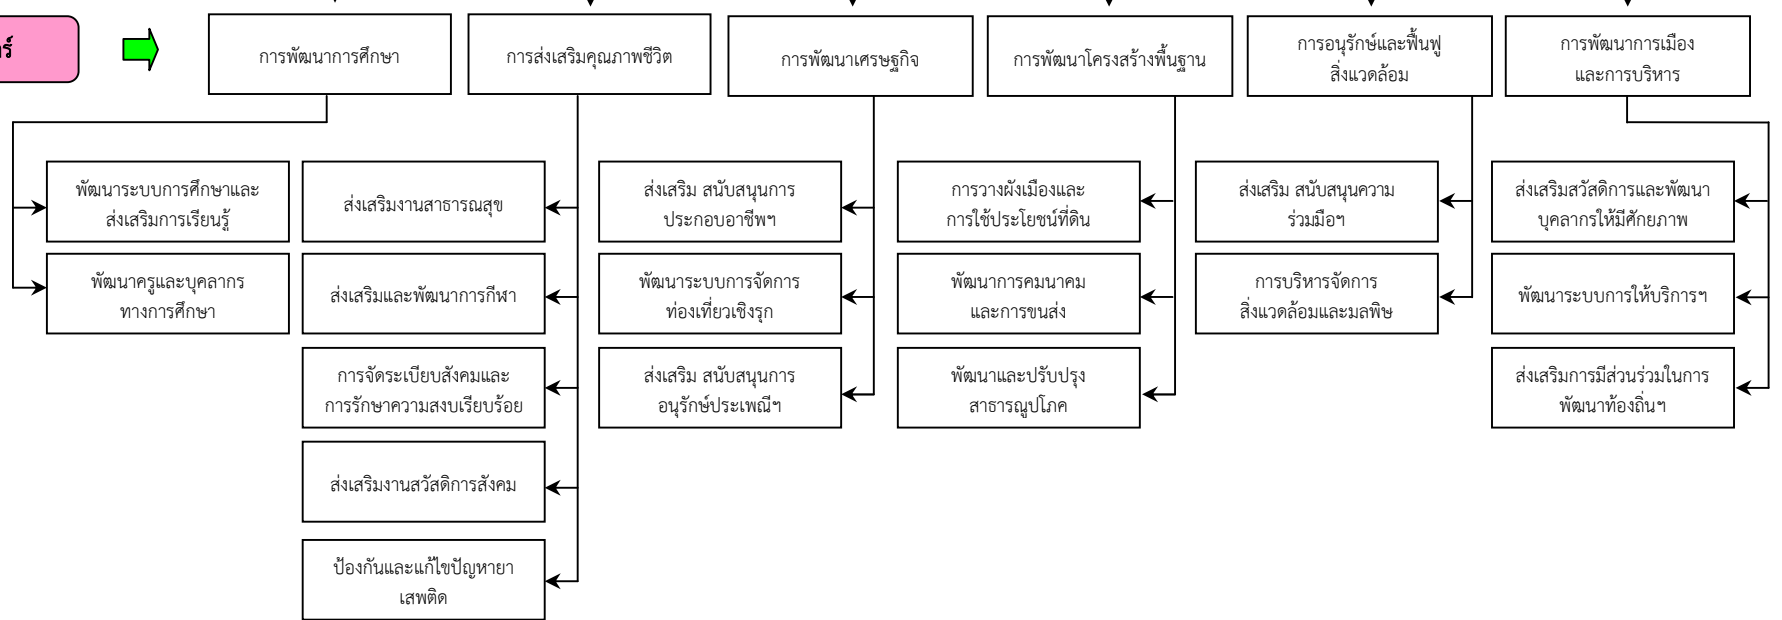 การพัฒนาการศึกษา
การส่งเสริมคุณภาพชีวิต
การพัฒนาเศรษฐกิจ
การพัฒนาโครงสร้างพื้นฐาน
การอนุรักษ์และฟื้นฟู
สิ่งแวดล้อม
การพัฒนาการเมือง
และการบริหาร
พัฒนาระบบการศึกษาและ
ส่งเสริมการเรียนรู้
พัฒนาครูและบุคลากร
ทางการศึกษา
ส่งเสริมงานสาธารณสุข
ส่งเสริมและพัฒนาการกีฬา
การจัดระเบียบสังคมและ
การรักษาความสงบเรียบร้อย
ส่งเสริมงานสวัสดิการสังคม
ป้องกันและแก้ไขปัญหายา
เสพติด
ส่งเสริม สนับสนุนการ
ประกอบอาชีพฯ
พัฒนาระบบการจัดการ
ท่องเที่ยวเชิงรุก
ส่งเสริม สนับสนุนการ
อนุรักษ์ประเพณีฯ
การวางผังเมืองและ
การใช้ประโยชน์ที่ดิน
พัฒนาการคมนาคม
และการขนส่ง
พัฒนาและปรับปรุง
สาธารณูปโภค
ส่งเสริม สนับสนุนความ
ร่วมมือฯ
การบริหารจัดการ
สิ่งแวดล้อมและมลพิษ
ส่งเสริมสวัสดิการและพัฒนา
บุคลากรให้มีศักยภาพ
พัฒนาระบบการให้บริการฯ
ส่งเสริมการมีส่วนร่วมในการ
พัฒนาท้องถิ่นฯ